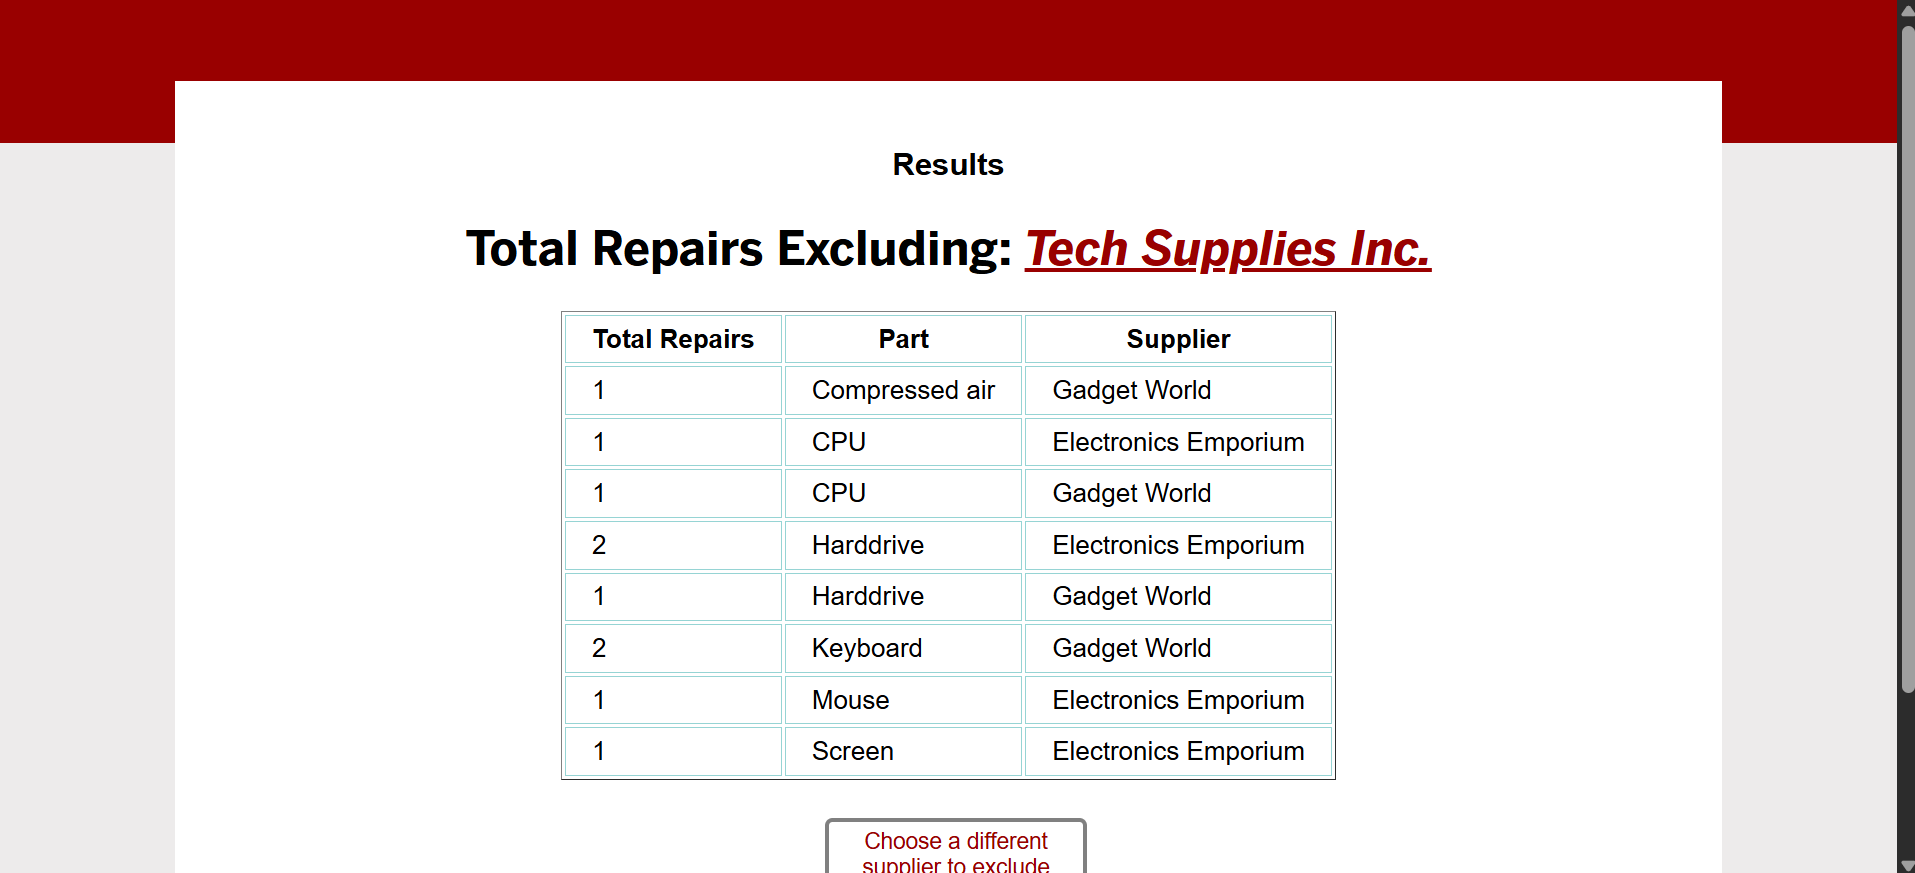 Results
Total Repairs Excluding: Tech Supplies Inc.
Total Repairs Part Supplier
1 Compressed air Gadget World
1 CPU Electronics Emporium
1 CPU Gadget World
2 Harddrive Electronics Emporium
1 Harddrive Gadget World
2 Keyboard Gadget World
1 Mouse Electronics Emporium
1 Screen Electronics Emporium
Choose a different
supplier to exclude